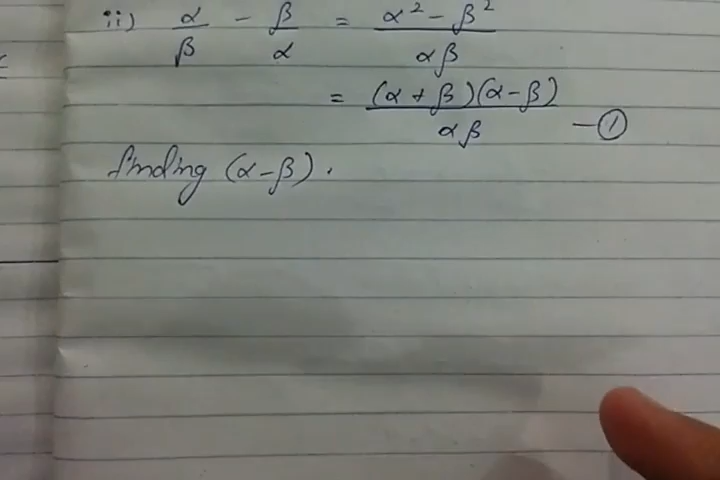 ii) α/β - β/α = (α² - β²)/αβ
= (α + β)(α - β)/αβ — ①
finding (α - β).